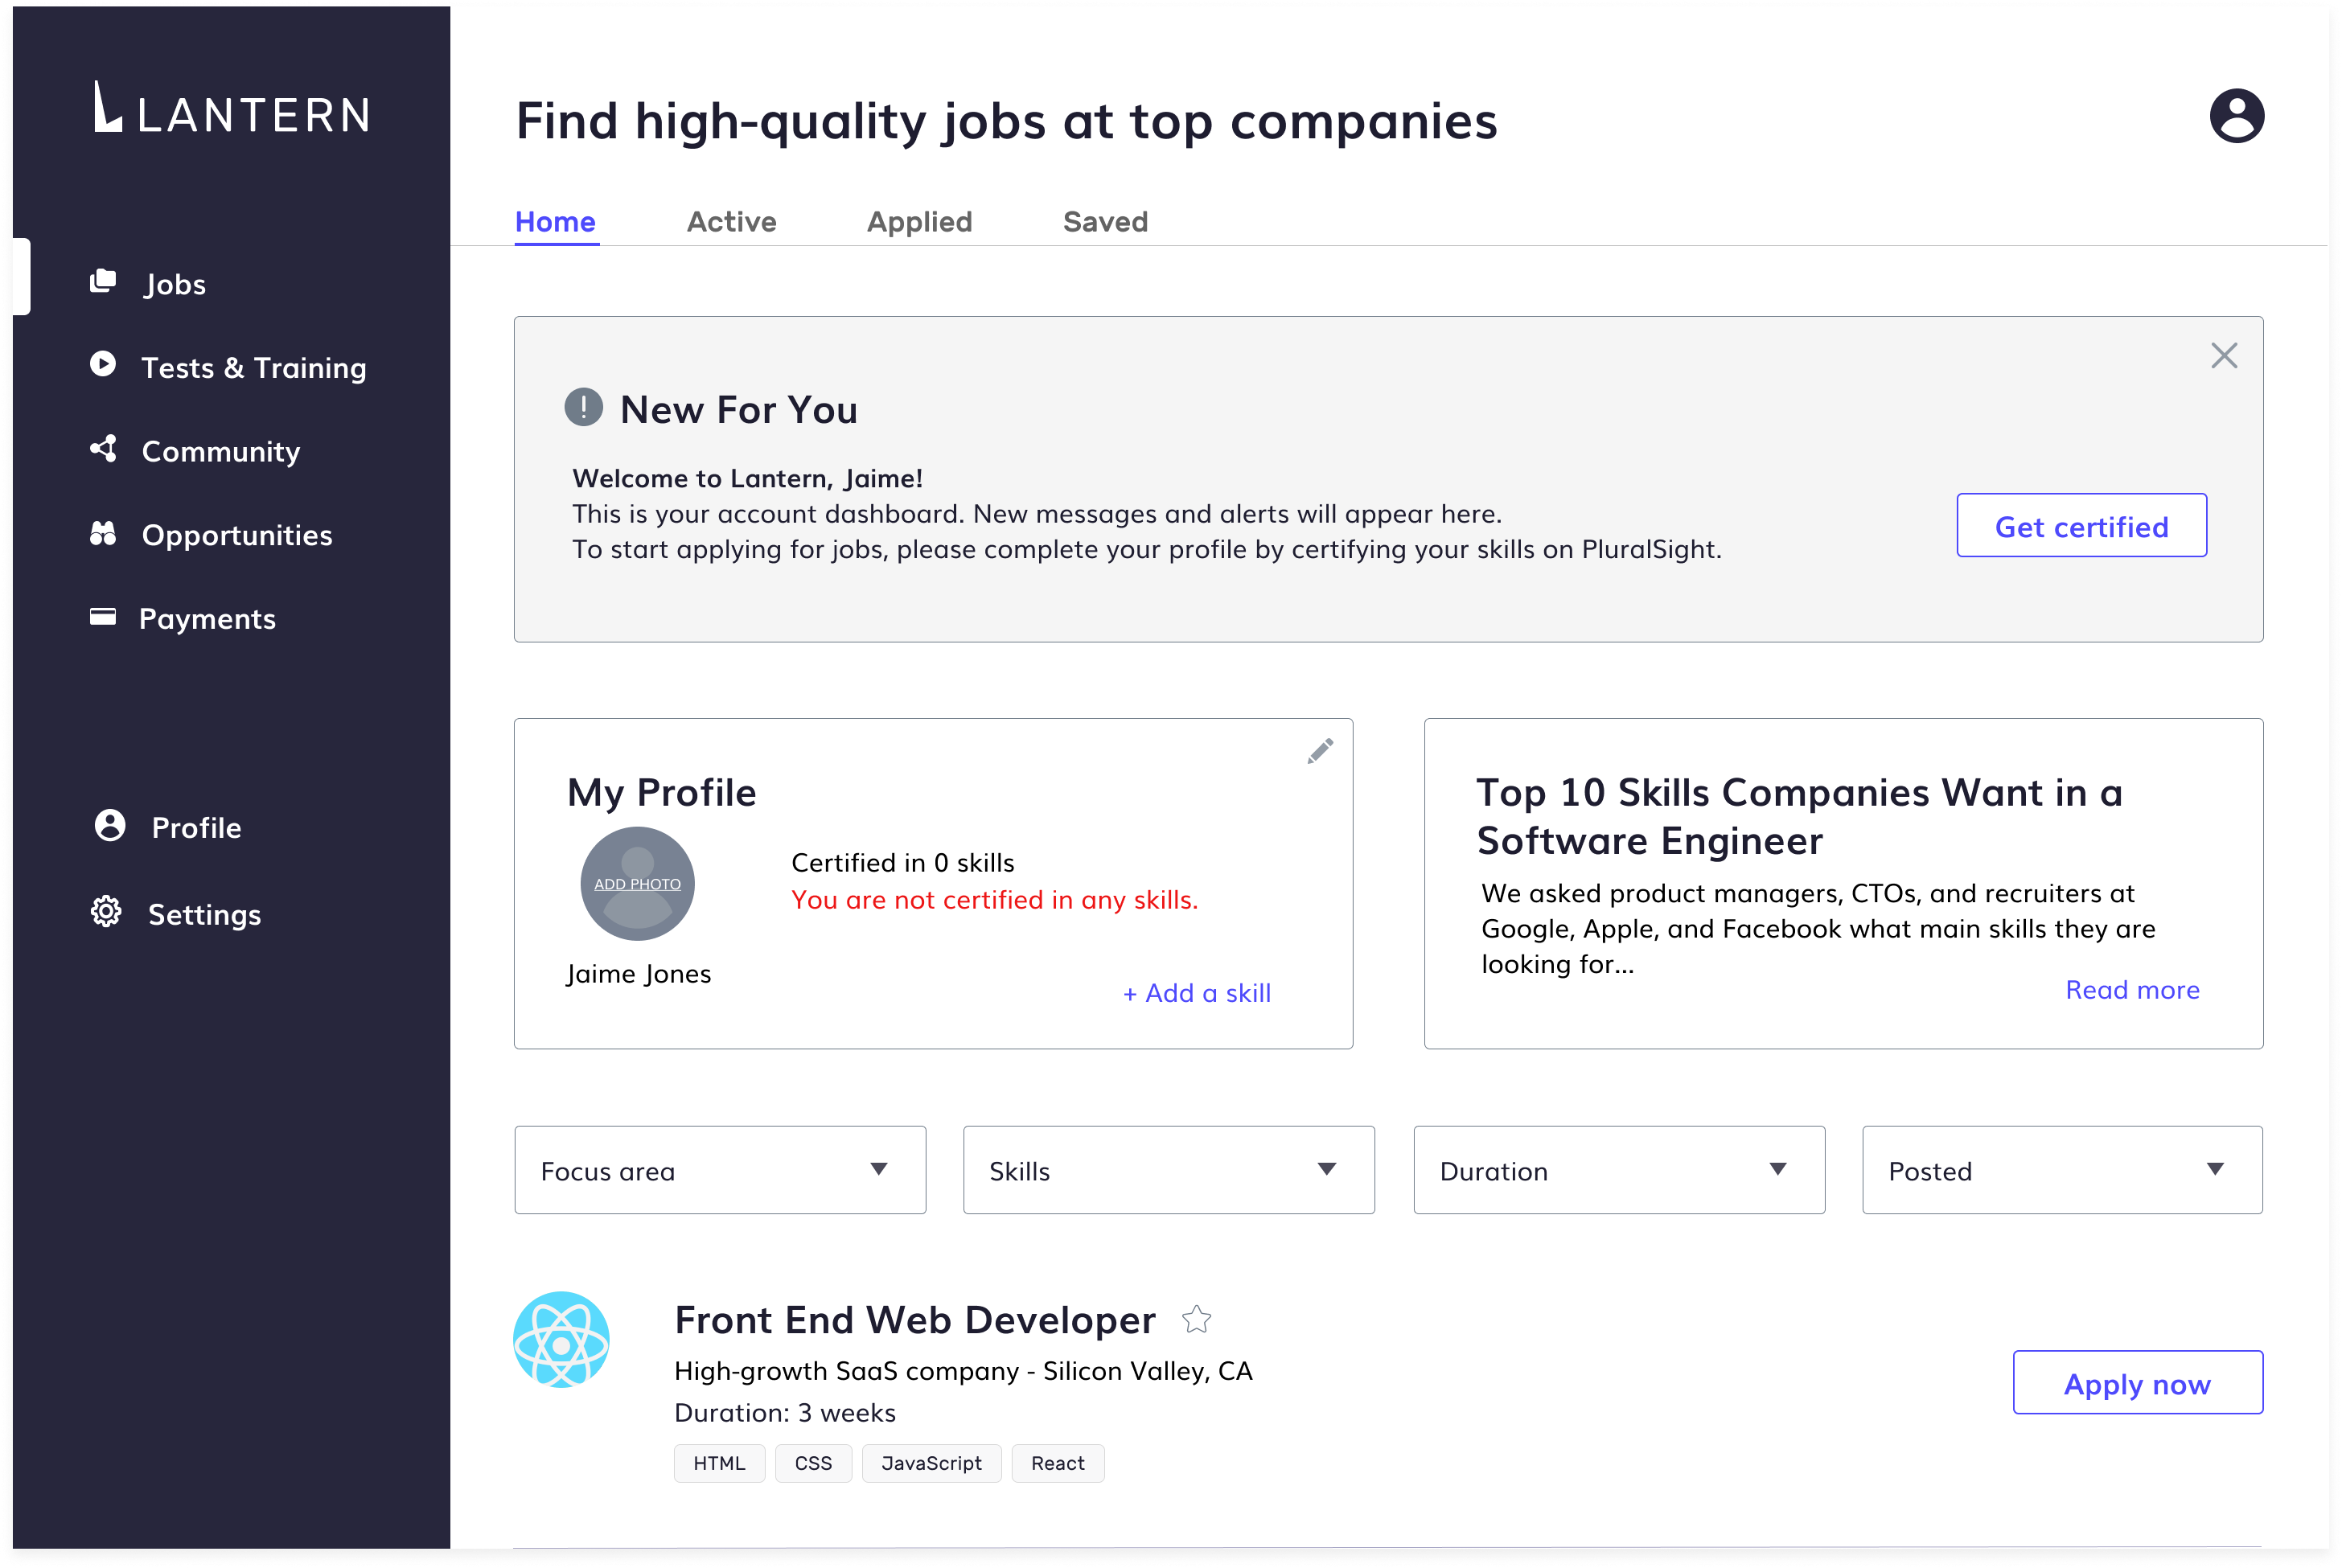 LANTERN
Jobs
Tests & Training
Community
Opportunities
Payments
Profile
Settings
Find high-quality jobs at top companies
Home
Active
Applied
Saved
New For You
Welcome to Lantern, Jaime!
This is your account dashboard. New messages and alerts will appear here.
To start applying for jobs, please complete your profile by certifying your skills on PluralSight.
Get certified
My Profile
ADD PHOTO
Jaime Jones
Certified in 0 skills
You are not certified in any skills.
+ Add a skill
Top 10 Skills Companies Want in a
Software Engineer
We asked product managers, CTOs, and recruiters at
Google, Apple, and Facebook what main skills they are
looking for...
Read more
Focus area
Skills
Duration
Posted
Front End Web Developer
High-growth SaaS company - Silicon Valley, CA
Duration: 3 weeks
HTML
CSS
JavaScript
React
Apply now